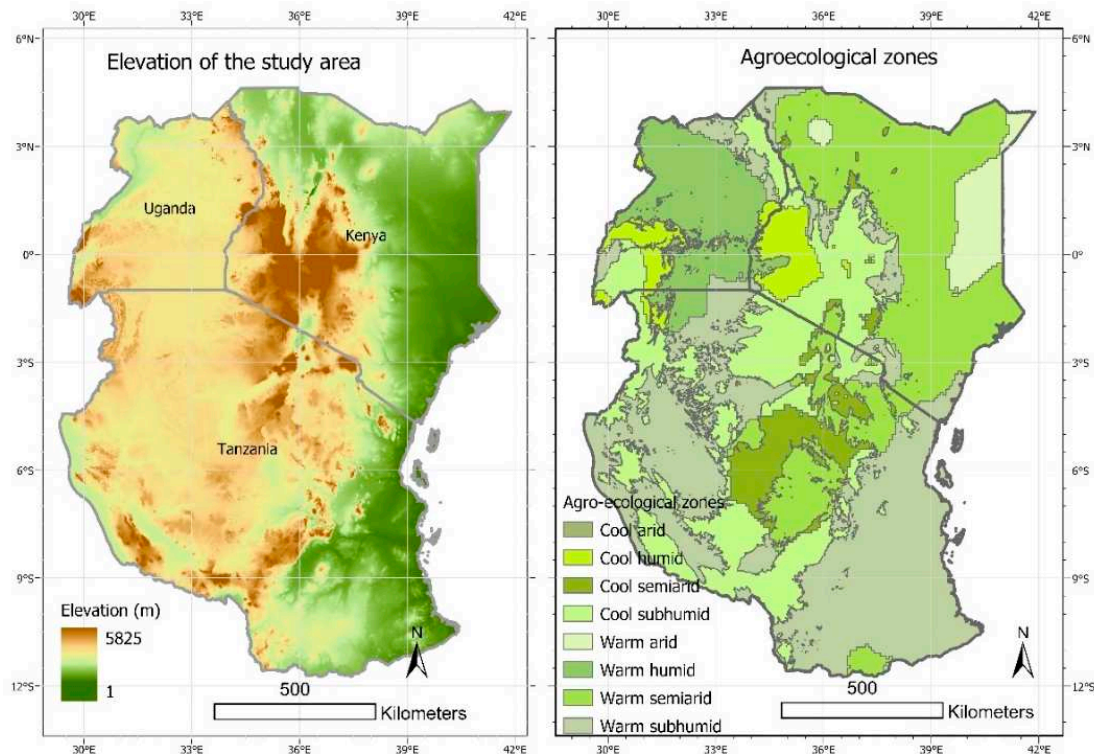 30°E 33°E 36°E 39°E 42°E
6°N
Elevation of the study area
3°N
Uganda
Kenya
0°
3°S
Tanzania
6°S
9°S
Elevation (m)
5825
1
N
500
Kilometers
12°S
30°E 33°E 36°E 39°E 42°E
30°E 33°E 36°E 39°E 42°E
Agroecological zones
6°N
3°N
0°
3°S
6°S
9°S
12°S
Agro-ecological zones
Cool arid
Cool humid
Cool semiarid
Cool subhumid
Warm arid
Warm humid
Warm semiarid
Warm subhumid
N
500
Kilometers
30°E 33°E 36°E 39°E 42°E